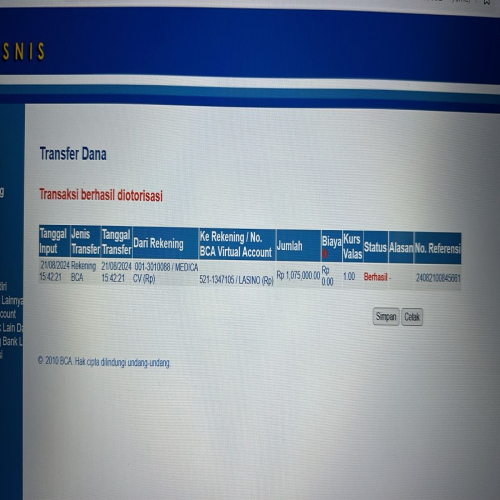 SNIS
Transfer Dana
Transaksi berhasil diotorisasi
Tanggal Input Jenis Transfer Tanggal Transfer Dari Rekening Ke Rekening / No. BCA Virtual Account Jumlah Biaya Kurs Valas Status Alasan No. Referensi
21/08/2024 15:42:21 Rekening BCA 21/08/2024 15:42:21 001-3010088 / MEDICA CV (Rp) 521-1347105 / LASINO (Rp) Rp 1,075,000.00 Rp 0.00 1.00 Berhasil -
Simpan Cetak
diri
Lainnya
count
Lain Da
Bank L
© 2010 BCA. Hak cipta dilindungi undang-undang.